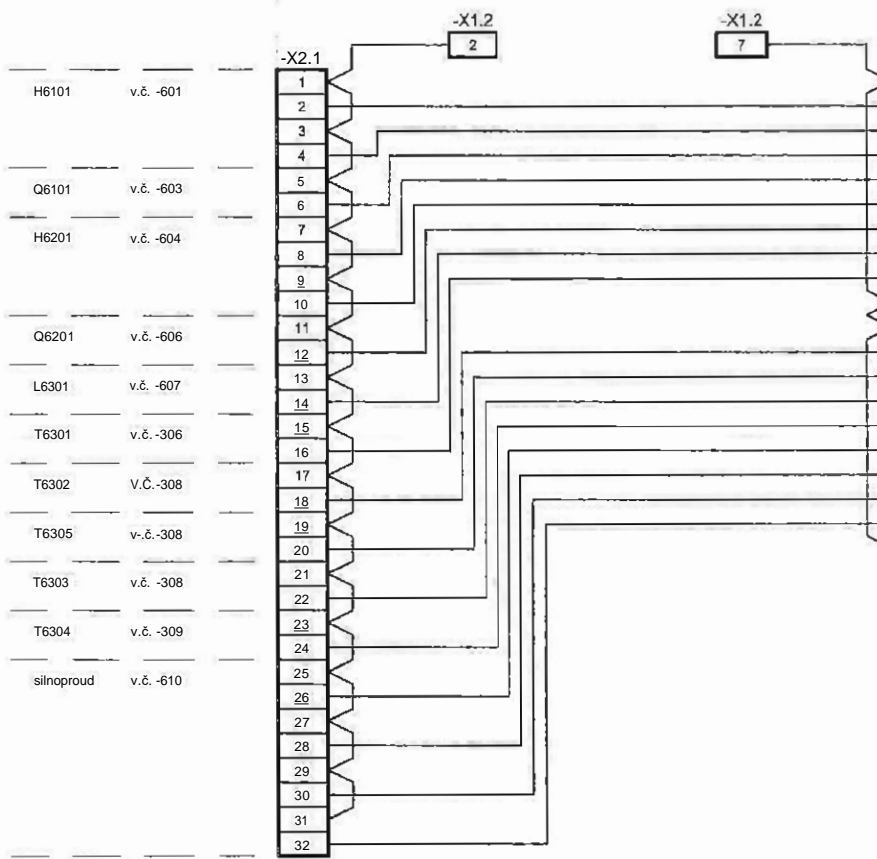 -X1.2 -X1.2
2 7
-X2.1
1
H6101 v.č. -601
2
3
4
5
Q6101 v.č. -603
6
7
H6201 v.č. -604
8
9
10
11
Q6201 v.č. -606
12
13
L6301 v.č. -607
14
15
T6301 v.č.-306
16
17
T6302 V.Č.-308
18
19
T6305 v-.č.-308
20
21
T6303 v.č. -308
22
23
T6304 v.č. -309
24
25
silnoproud v.č. -610
26
27
28
29
30
31
32